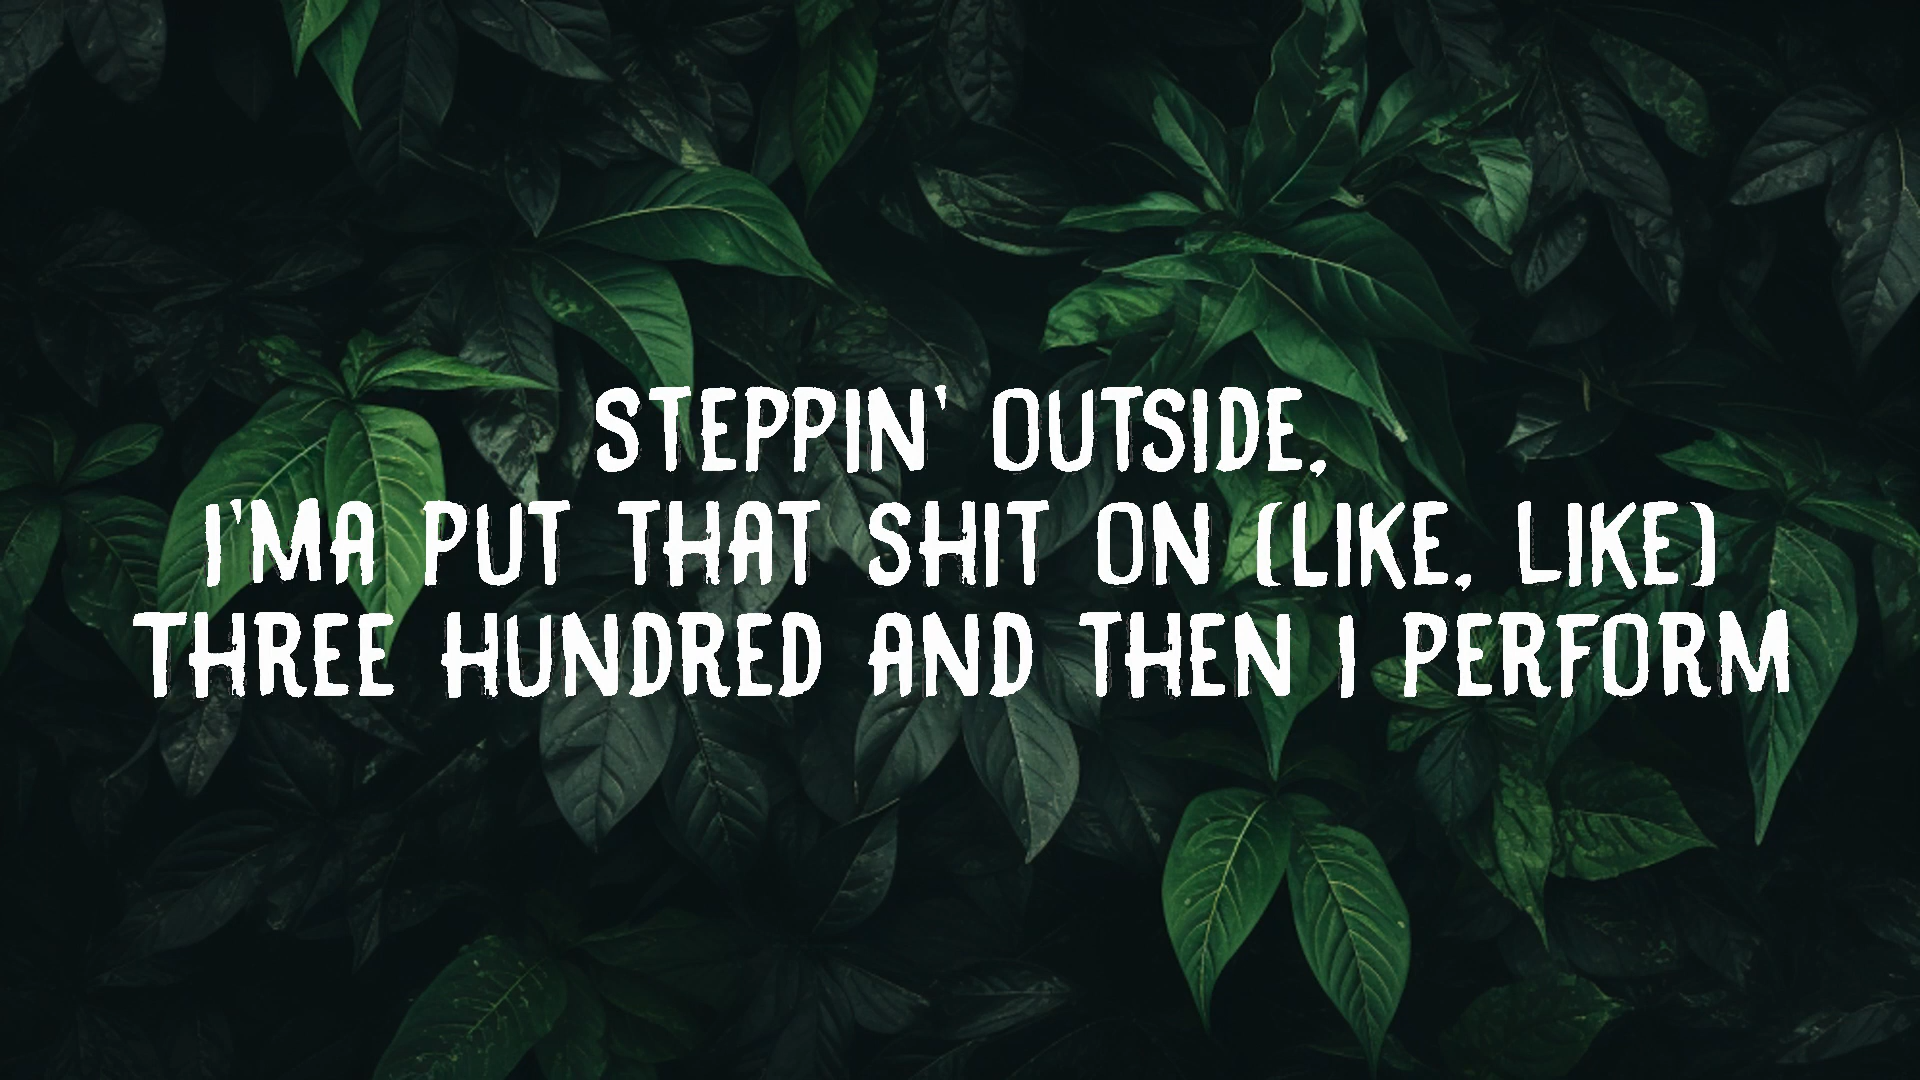 STEPPIN' OUTSIDE,
I'MA PUT THAT SHIT ON (LIKE, LIKE)
THREE HUNDRED AND THEN I PERFORM